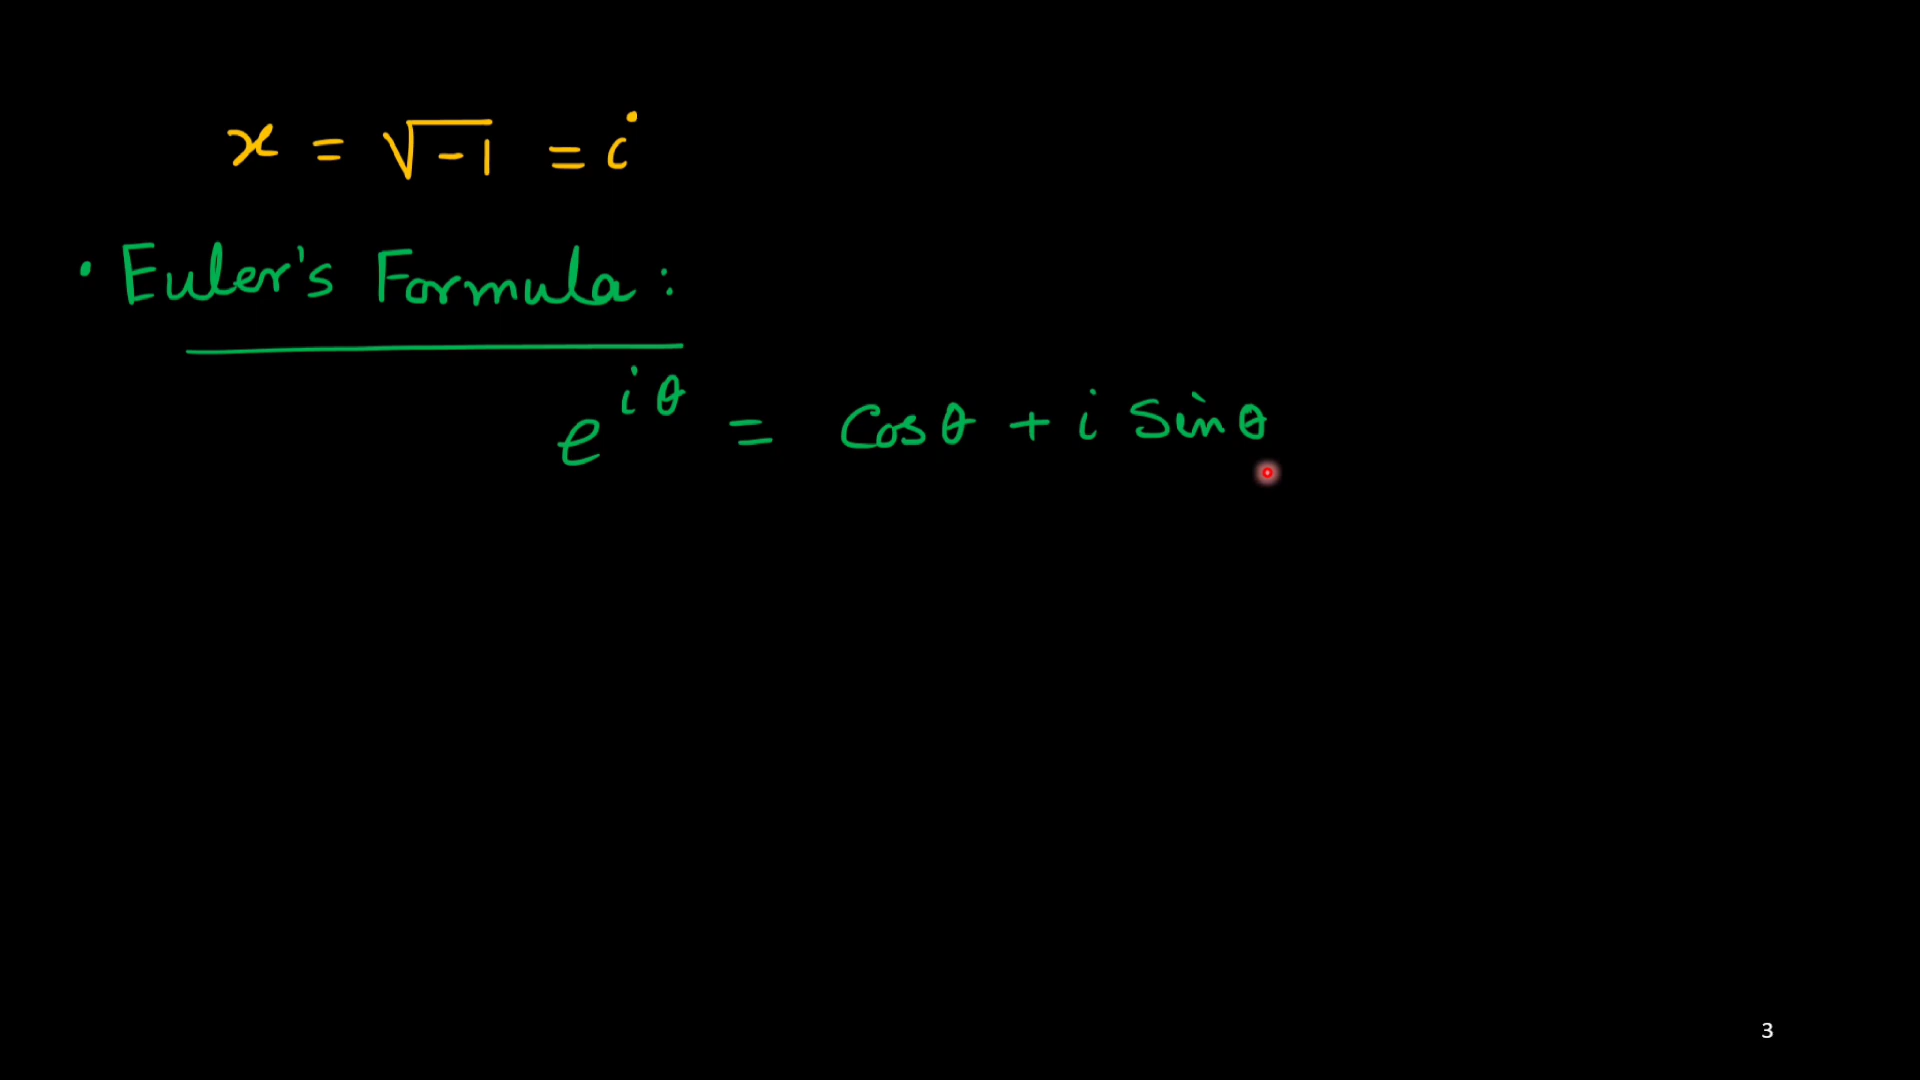 x = √-1 = i
• Euler's Formula:
e^{iθ} = Cosθ + i Sinθ
3